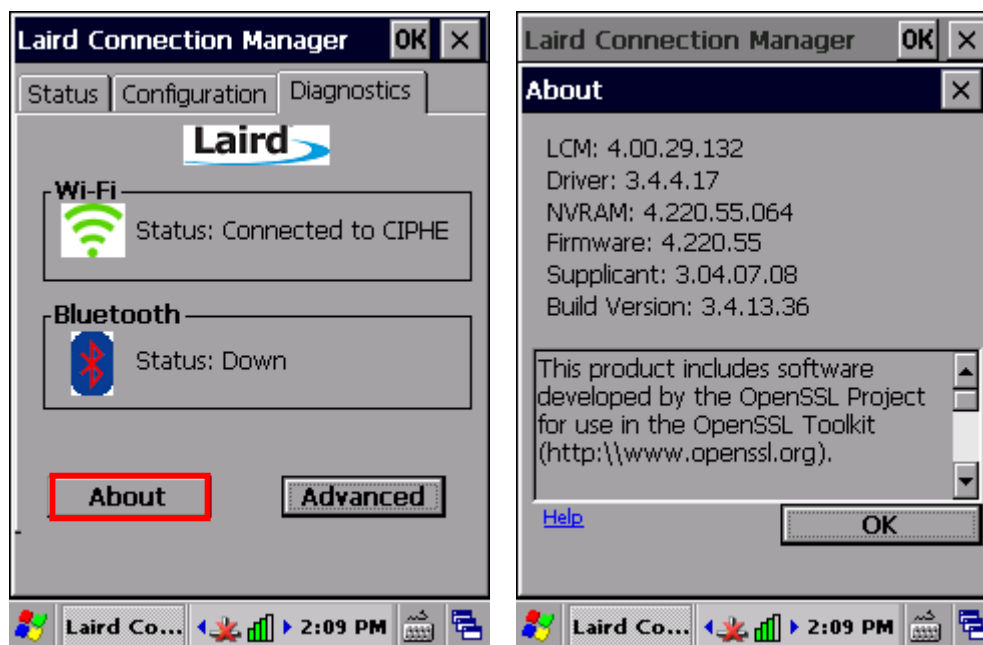 Laird Connection Manager OK
Status Configuration Diagnostics
Laird
Wi-Fi
Status: Connected to CIPHE
Bluetooth
Status: Down
About Advanced
Laird Co... 2:09 PM
Laird Connection Manager OK
About
LCM: 4.00.29.132
Driver: 3.4.4.17
NVRAM: 4.220.55.064
Firmware: 4.220.55
Supplicant: 3.04.07.08
Build Version: 3.4.13.36
This product includes software
developed by the OpenSSL Project
for use in the OpenSSL Toolkit
(http:\\www.openssl.org).
Help OK
Laird Co... 2:09 PM